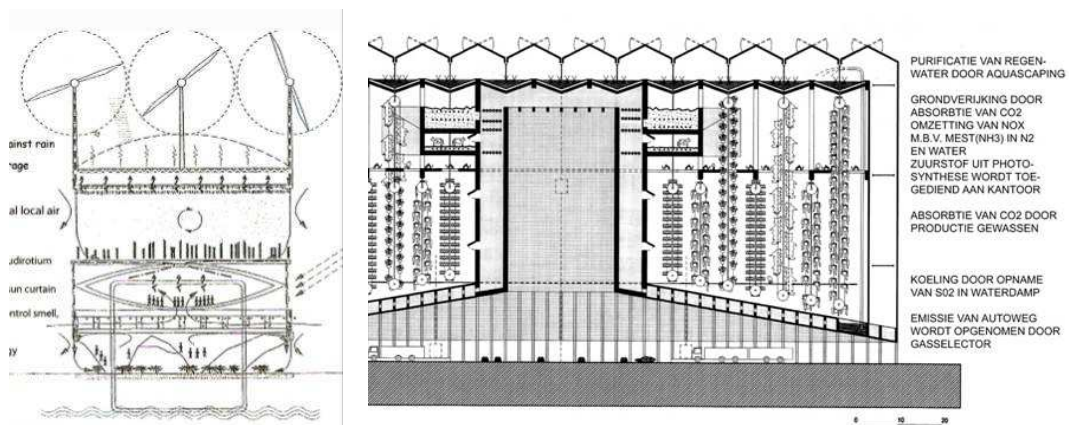 ainst rain
rage
al local air
udirotium
sun curtain
ontrol smell,
gy
PURIFICATIE VAN REGEN-
WATER DOOR AQUASCAPING
GRONDVERIJKING DOOR
ABSORBTIE VAN CO2
OMZETTING VAN NOX
M.B.V. MEST(NH3) IN N2
EN WATER
ZUURSTOF UIT PHOTO-
SYNTHESE WORDT TOE-
GEDIEND AAN KANTOOR
ABSORBTIE VAN CO2 DOOR
PRODUCTIE GEWASSEN
KOELING DOOR OPNAME
VAN S02 IN WATERDAMP
EMISSIE VAN AUTOWEG
WORDT OPGENOMEN DOOR
GASSELECTOR
0 10 20